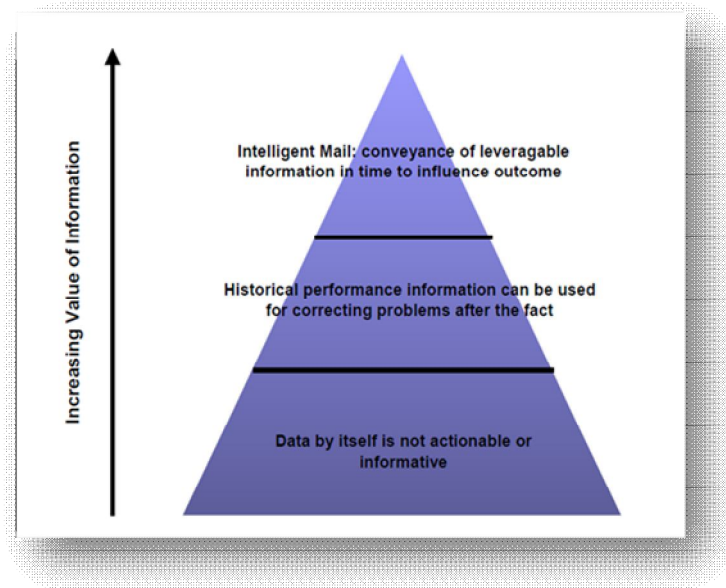 Increasing Value of Information
Intelligent Mail: conveyance of leveragable
information in time to influence outcome
Historical performance information can be used
for correcting problems after the fact
Data by itself is not actionable or
informative